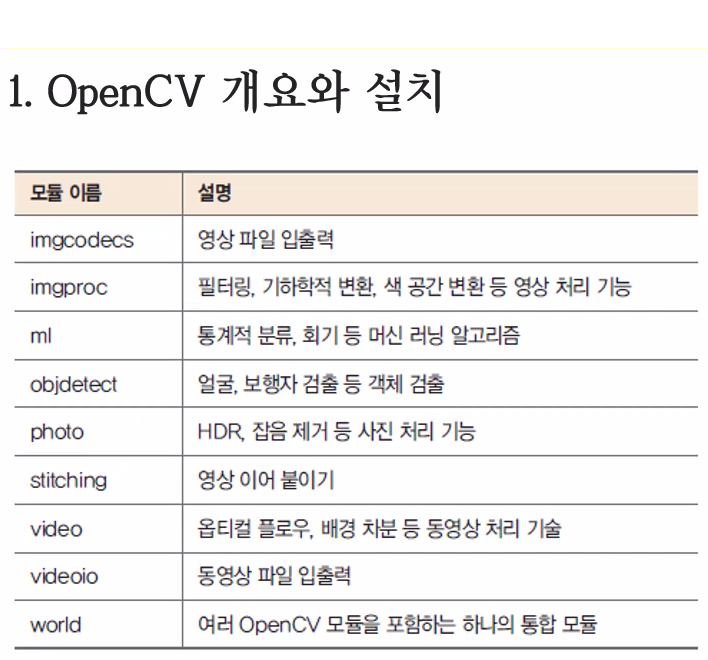 1. OpenCV 개요와 설치
모듈 이름 설명
imgcodecs 영상 파일 입출력
imgproc 필터링, 기하학적 변환, 색 공간 변환 등 영상 처리 기능
ml 통계적 분류, 회기 등 머신 러닝 알고리즘
objdetect 얼굴, 보행자 검출 등 객체 검출
photo HDR, 잡음 제거 등 사진 처리 기능
stitching 영상 이어 붙이기
video 옵티컬 플로우, 배경 차분 등 동영상 처리 기술
videoio 동영상 파일 입출력
world 여러 OpenCV 모듈을 포함하는 하나의 통합 모듈